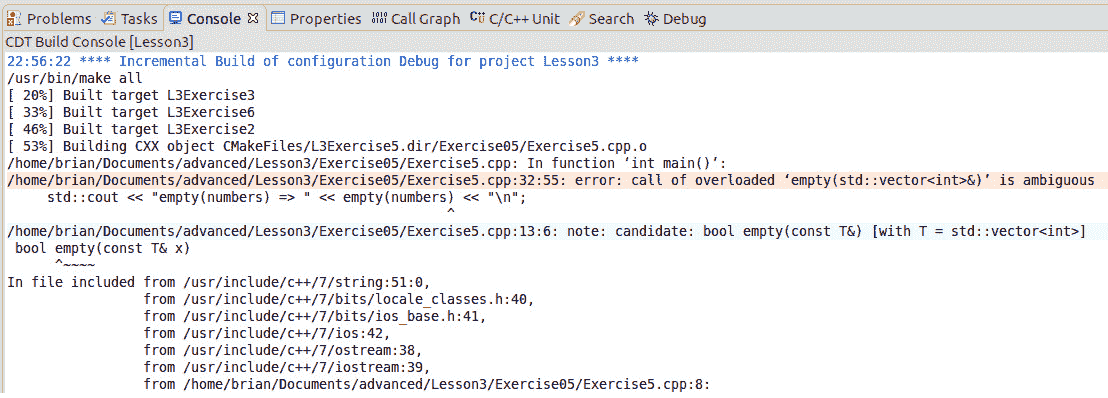 Problems Tasks Console Properties Call Graph C/C++ Unit Search Debug
CDT Build Console [Lesson3]
22:56:22 **** Incremental Build of configuration Debug for project Lesson3 ****
/usr/bin/make all
[ 20%] Built target L3Exercise3
[ 33%] Built target L3Exercise6
[ 46%] Built target L3Exercise2
[ 53%] Building CXX object CMakeFiles/L3Exercise5.dir/Exercise05/Exercise5.cpp.o
/home/brian/Documents/advanced/Lesson3/Exercise05/Exercise5.cpp: In function ‘int main()’:
/home/brian/Documents/advanced/Lesson3/Exercise05/Exercise5.cpp:32:55: error: call of overloaded ‘empty(std::vector<int>&)’ is ambiguous
     std::cout << "empty(numbers) => " << empty(numbers) << "\n";
                                                       ^
/home/brian/Documents/advanced/Lesson3/Exercise05/Exercise5.cpp:13:6: note: candidate: bool empty(const T&) [with T = std::vector<int>]
 bool empty(const T& x)
      ^~~~~
In file included from /usr/include/c++/7/string:51:0,
                 from /usr/include/c++/7/bits/locale_classes.h:40,
                 from /usr/include/c++/7/bits/ios_base.h:41,
                 from /usr/include/c++/7/ios:42,
                 from /usr/include/c++/7/ostream:38,
                 from /usr/include/c++/7/iostream:39,
                 from /home/brian/Documents/advanced/Lesson3/Exercise05/Exercise5.cpp:8: